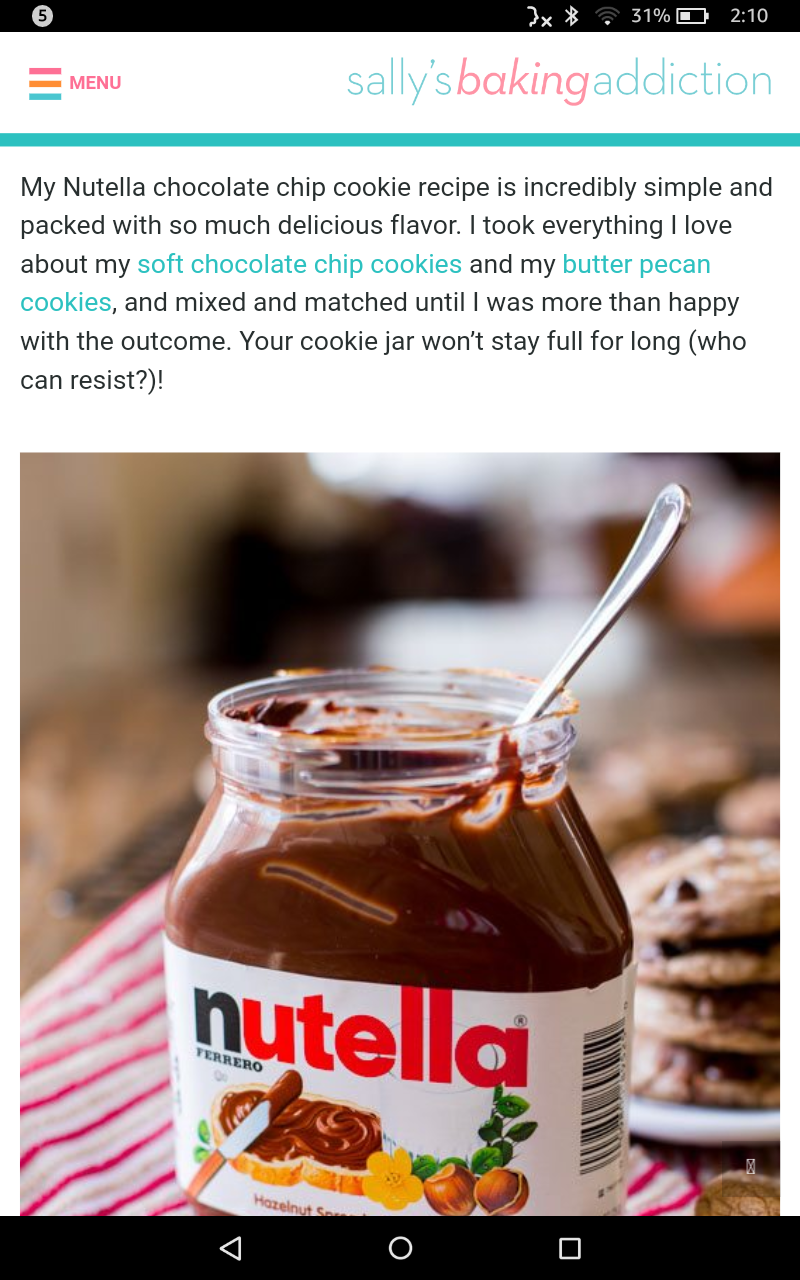 5
31%
2:10
MENU
sally's baking addiction
My Nutella chocolate chip cookie recipe is incredibly simple and
packed with so much delicious flavor. I took everything I love
about my soft chocolate chip cookies and my butter pecan
cookies, and mixed and matched until I was more than happy
with the outcome. Your cookie jar won’t stay full for long (who
can resist?)!
nutella®
FERRERO
Hazelnut